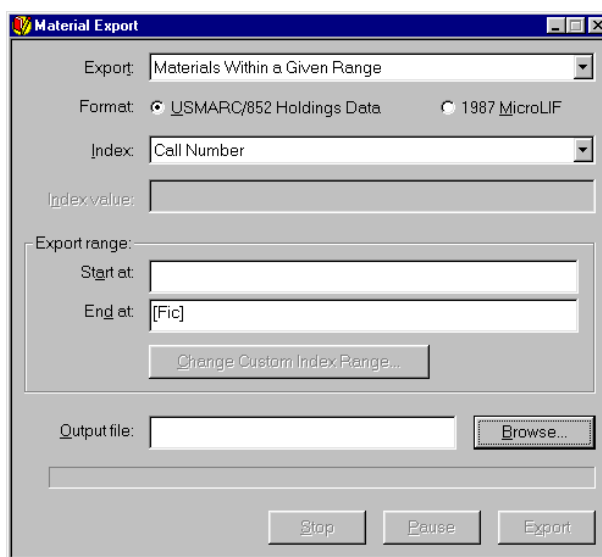 Material Export
Export: Materials Within a Given Range
Format: USMARC/852 Holdings Data 1987 MicroLIF
Index: Call Number
Index value:
Export range:
Start at:
End at: [Fic]
Change Custom Index Range...
Output file: Browse...
Stop Pause Export